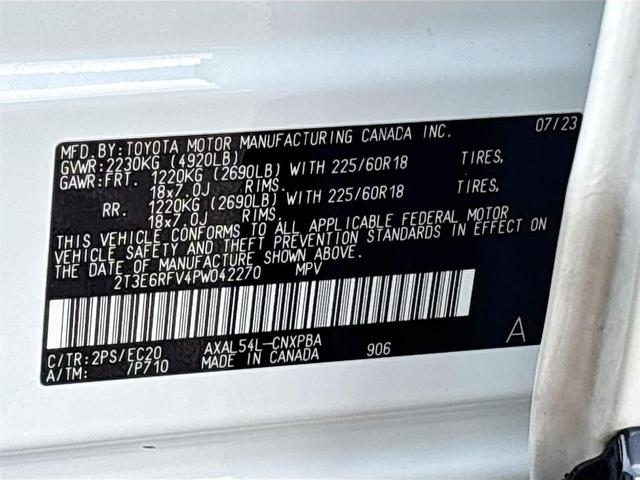 MFD.BY:TOYOTA MOTOR MANUFACTURING CANADA INC. 07/23
GVWR:2230KG (4920LB)
GAWR:FRT. 1220KG (2690LB) WITH 225/60R18 TIRES,
18x7.0J RIMS.
RR. 1220KG (2690LB) WITH 225/60R18 TIRES,
18x7.0J RIMS.
THIS VEHICLE CONFORMS TO ALL APPLICABLE FEDERAL MOTOR
VEHICLE SAFETY AND THEFT PREVENTION STANDARDS IN EFFECT ON
THE DATE OF MANUFACTURE SHOWN ABOVE.
2T3E6RFV4PW042270 MPV
A
C/TR:2PS/EC20 AXAL54L-CNXPBA
A/TM: /P710 MADE IN CANADA 906